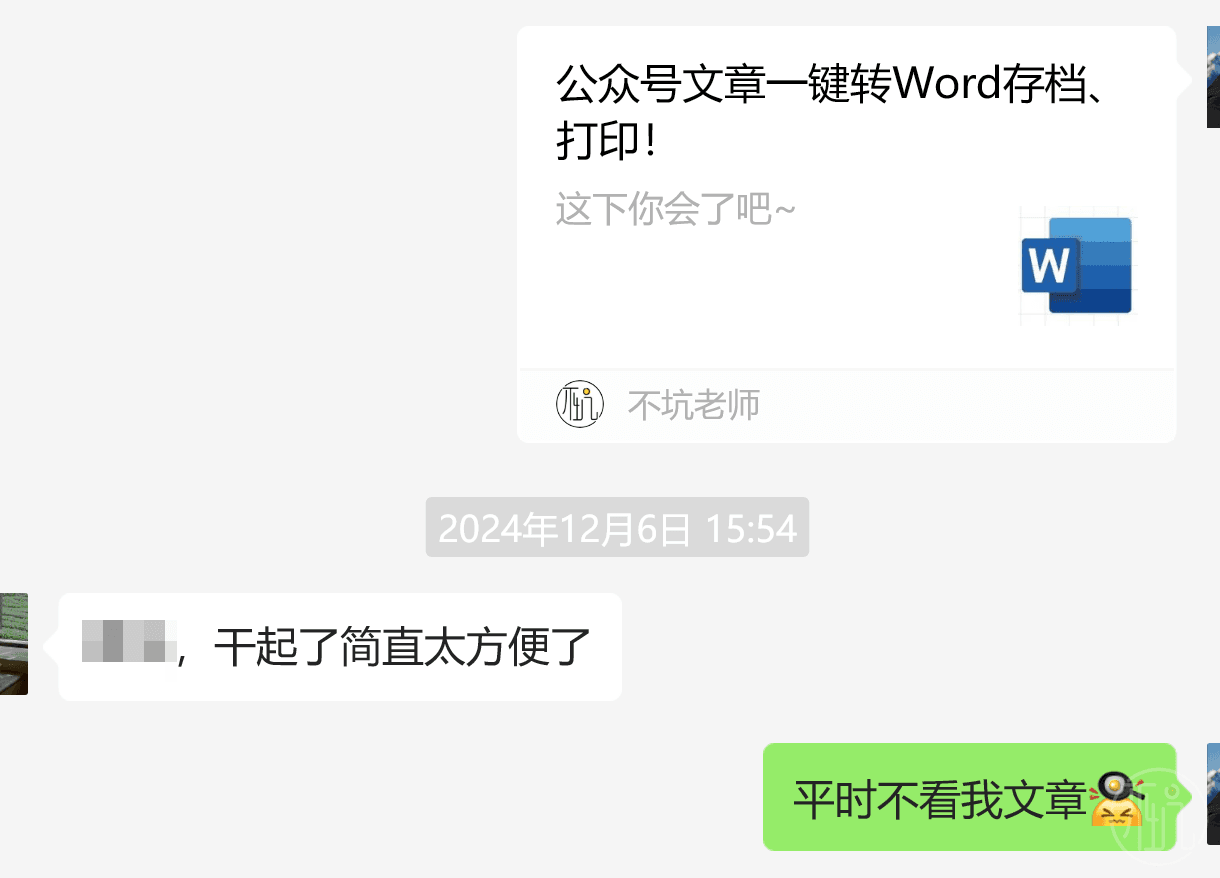 公众号文章一键转Word存档、
打印！
这下你会了吧~
W
不坑老师
2024年12月6日 15:54
，干起了简直太方便了
平时不看我文章